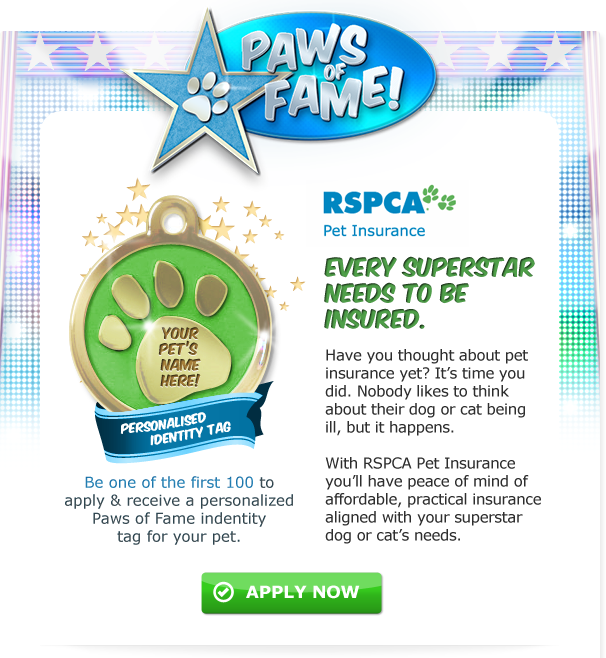 PAWS
OF
FAME!
RSPCA
Pet Insurance
YOUR
PET'S
NAME
HERE!
PERSONALISED
IDENTITY TAG
Be one of the first 100 to
apply & receive a personalized
Paws of Fame indentity
tag for your pet.
EVERY SUPERSTAR
NEEDS TO BE
INSURED.
Have you thought about pet
insurance yet? It’s time you
did. Nobody likes to think
about their dog or cat being
ill, but it happens.
With RSPCA Pet Insurance
you’ll have peace of mind of
affordable, practical insurance
aligned with your superstar
dog or cat’s needs.
APPLY NOW